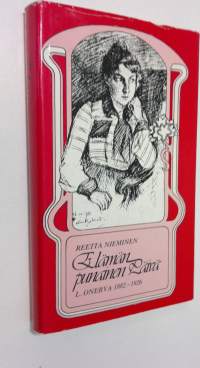 REETTA NIEMINEN
Elämän
punainen Päivä
L. ONERVA 1882–1926